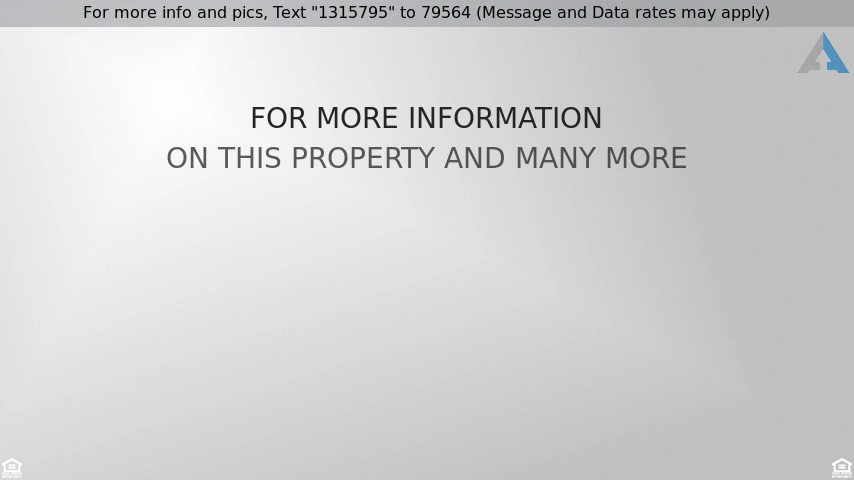 For more info and pics, Text "1315795" to 79564 (Message and Data rates may apply)
FOR MORE INFORMATION
ON THIS PROPERTY AND MANY MORE